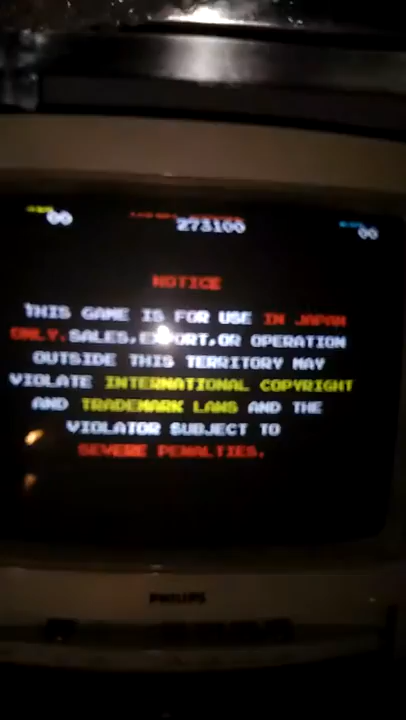 00 273100 00
NOTICE
THIS GAME IS FOR USE IN JAPAN
ONLY.SALES,EXPORT,OR OPERATION
OUTSIDE THIS TERRITORY MAY
VIOLATE INTERNATIONAL COPYRIGHT
AND TRADEMARK LAWS AND THE
VIOLATOR SUBJECT TO
SEVERE PENALTIES.
PHILIPS